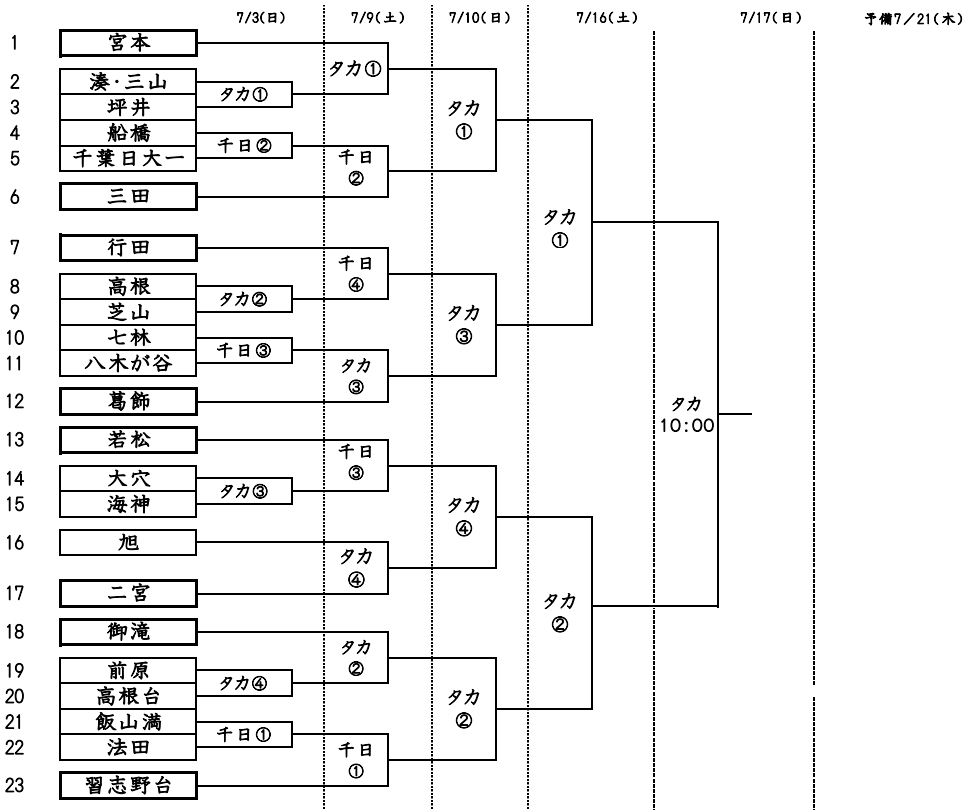 7/3(日) 7/9(土) 7/10(日) 7/16(土) 7/17(日) 予備7/21(木)
1 宮本
タカ①
2 湊・三山
タカ①
3 坪井
タカ
①
4 船橋
千日②
5 千葉日大一
千日
②
6 三田
タカ
①
7 行田
千日
④
8 高根
タカ②
9 芝山
タカ
③
10 七林
千日③
11 八木が谷
タカ
③
12 葛飾
タカ
10:00
13 若松
千日
③
14 大穴
タカ③
15 海神
タカ
④
16 旭
タカ
④
17 二宮
タカ
②
18 御滝
タカ
②
19 前原
タカ④
20 高根台
タカ
②
21 飯山満
千日①
22 法田
千日
①
23 習志野台